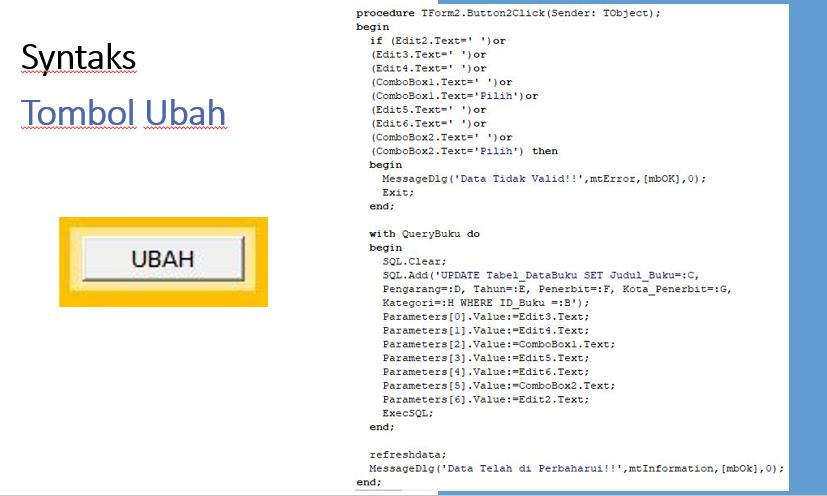 Syntaks
Tombol Ubah
UBAH
procedure TForm2.Button2Click(Sender: TObject);
begin
if (Edit2.Text=' ')or
(Edit3.Text=' ')or
(Edit4.Text=' ')or
(ComboBox1.Text=' ')or
(ComboBox1.Text='Pilih')or
(Edit5.Text=' ')or
(Edit6.Text=' ')or
(ComboBox2.Text=' ')or
(ComboBox2.Text='Pilih') then
begin
MessageDlg('Data Tidak Valid!!',mtError,[mbOK],0);
Exit;
end;
with QueryBuku do
begin
SQL.Clear;
SQL.Add('UPDATE Tabel_DataBuku SET Judul_Buku=:C,
Pengarang=:D, Tahun=:E, Penerbit=:F, Kota_Penerbit=:G,
Kategori=:H WHERE ID_Buku =:B');
Parameters[0].Value:=Edit3.Text;
Parameters[1].Value:=Edit4.Text;
Parameters[2].Value:=ComboBox1.Text;
Parameters[3].Value:=Edit5.Text;
Parameters[4].Value:=Edit6.Text;
Parameters[5].Value:=ComboBox2.Text;
Parameters[6].Value:=Edit2.Text;
ExecSQL;
end;
refreshdata;
MessageDlg('Data Telah di Perbaharui!!',mtInformation,[mbOk],0);
end;